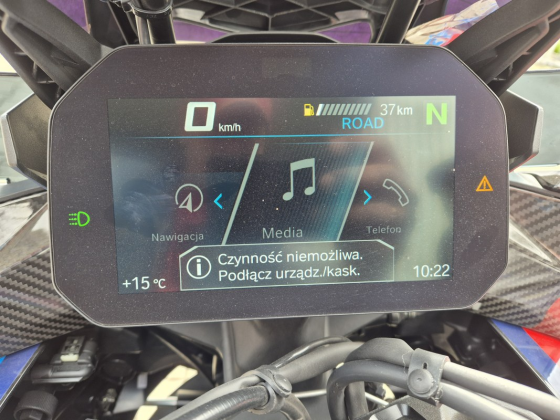 0 km/h
37 km
N
ROAD
Nawigacja
Media
Telefon
Czynność niemożliwa.
Podłącz urządz./kask.
+15 °C
10:22